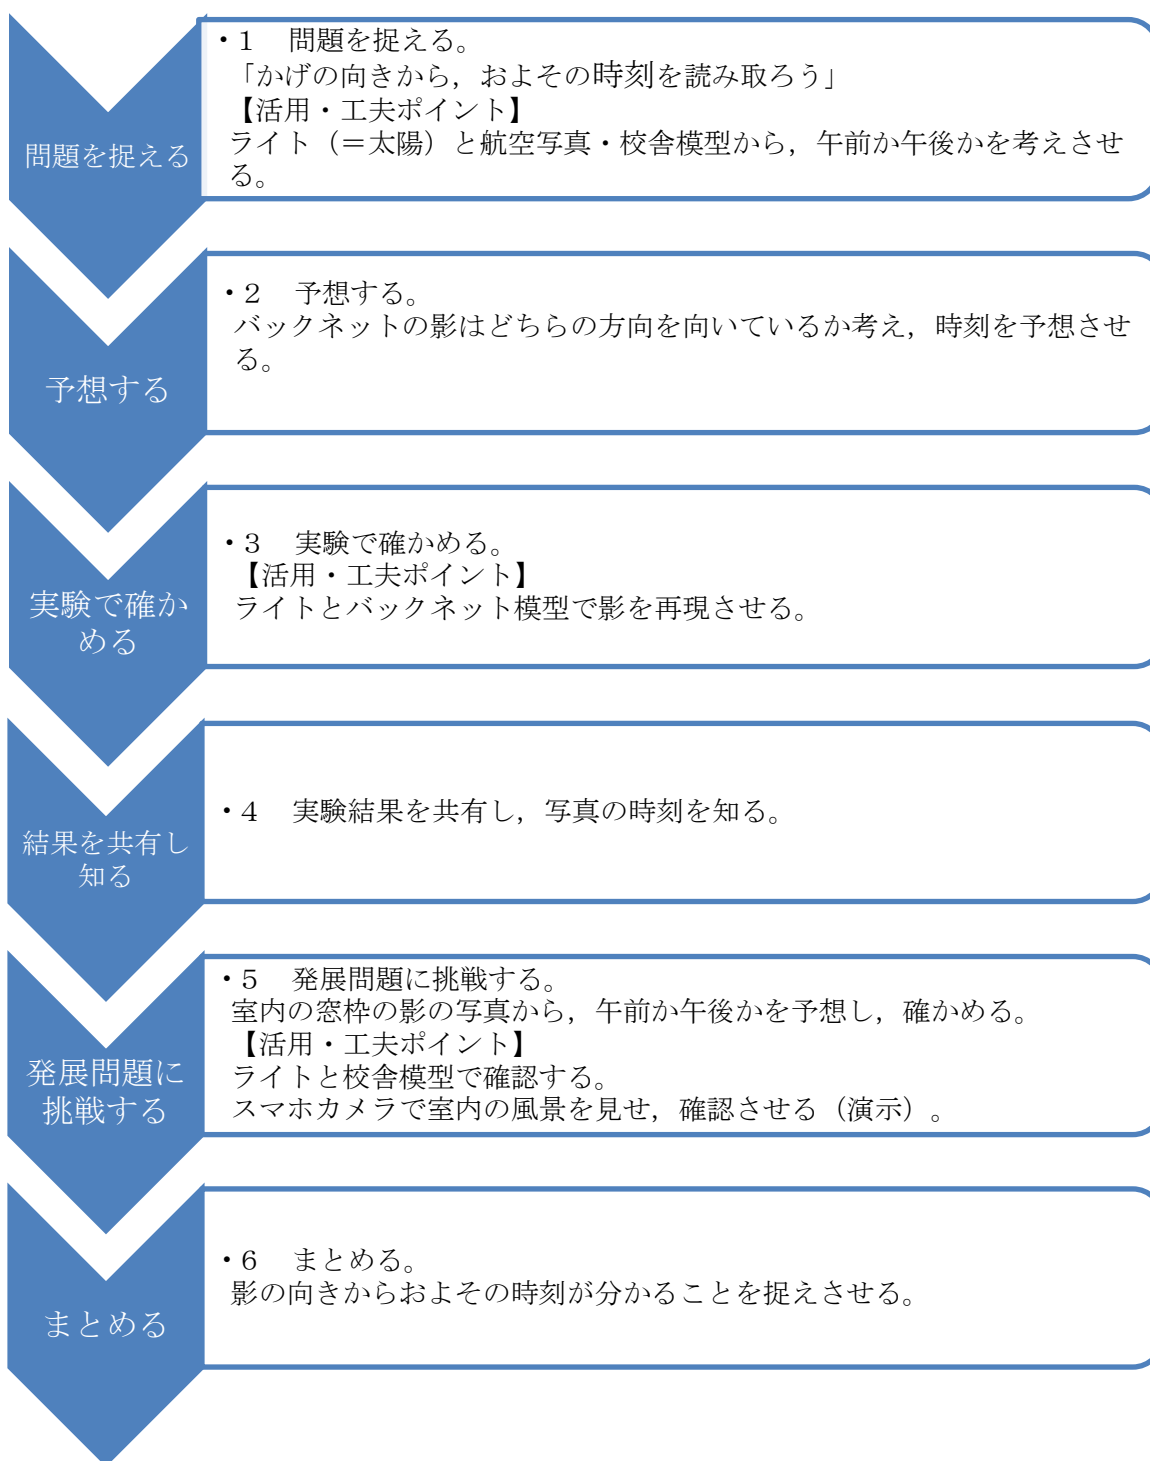 問題を捉える
・１　問題を捉える。
「かげの向きから，およその時刻を読み取ろう」
【活用・工夫ポイント】
ライト（＝太陽）と航空写真・校舎模型から，午前か午後かを考えさせ
る。
予想する
・２　予想する。
バックネットの影はどちらの方向を向いているか考え，時刻を予想させ
る。
実験で確か
める
・３　実験で確かめる。
【活用・工夫ポイント】
ライトとバックネット模型で影を再現させる。
結果を共有し
知る
・４　実験結果を共有し，写真の時刻を知る。
発展問題に
挑戦する
・５　発展問題に挑戦する。
室内の窓枠の影の写真から，午前か午後かを予想し，確かめる。
【活用・工夫ポイント】
ライトと校舎模型で確認する。
スマホカメラで室内の風景を見せ，確認させる（演示）。
まとめる
・６　まとめる。
影の向きからおよその時刻が分かることを捉えさせる。